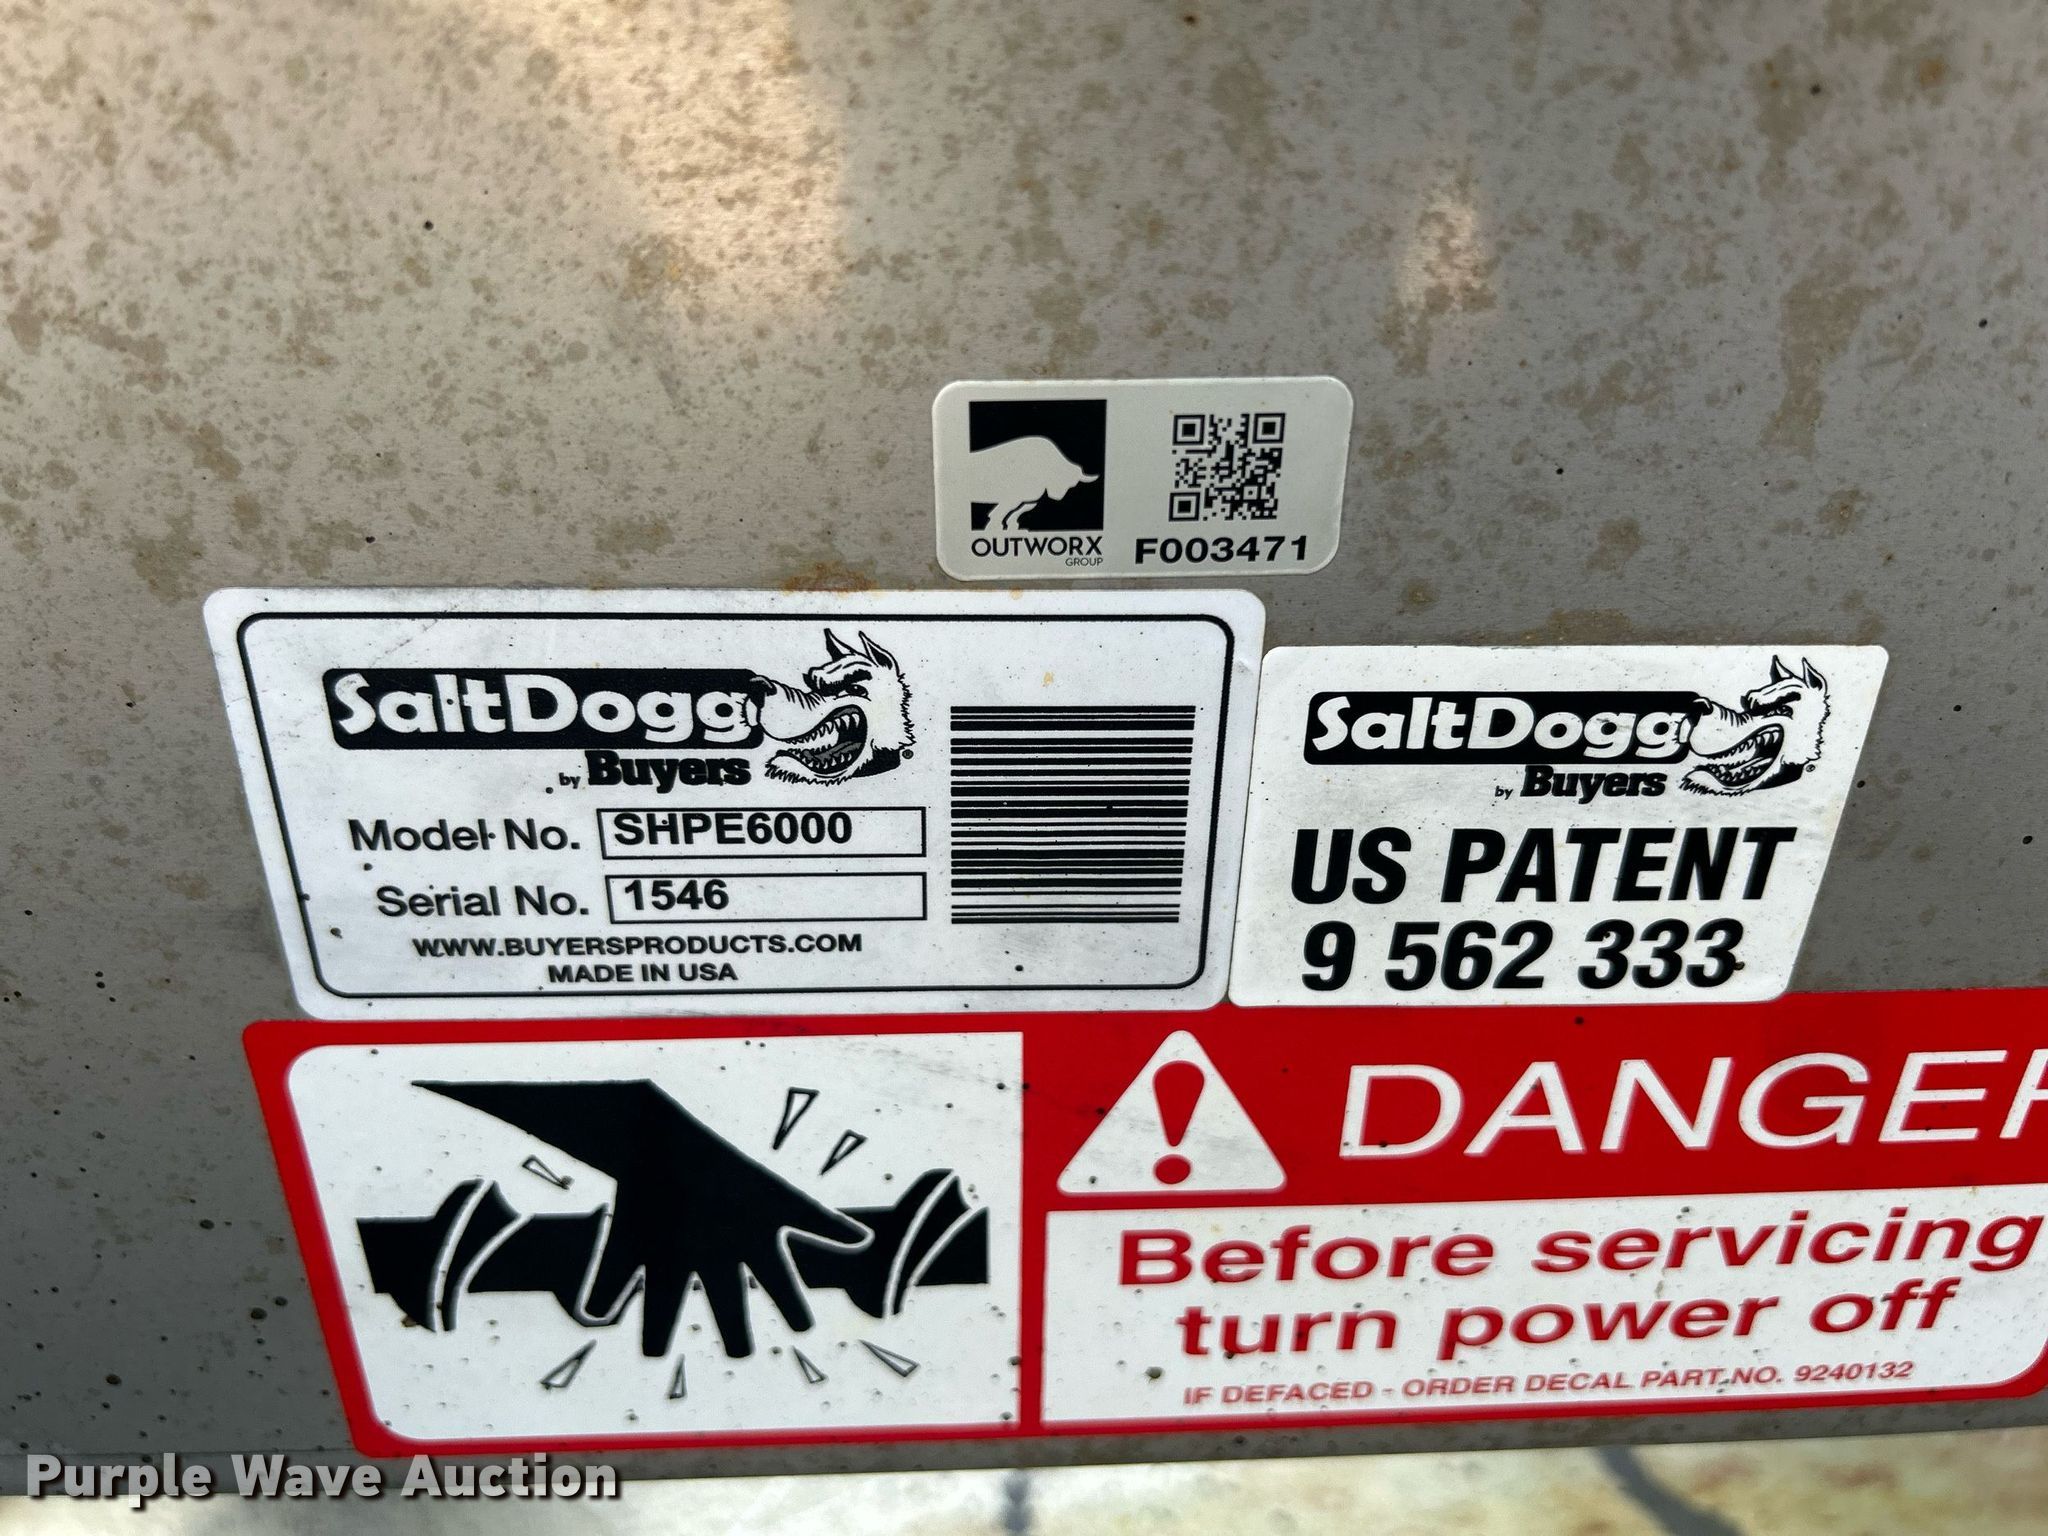 OUTWORX
GROUP
F003471
SaltDogg
by Buyers
Model No. SHPE6000
Serial No. 1546
WWW.BUYERSPRODUCTS.COM
MADE IN USA
SaltDogg
by Buyers
US PATENT
9 562 333
DANGER
Before servicing
turn power off
IF DEFACED - ORDER DECAL PART NO. 9240132
Purple Wave Auction